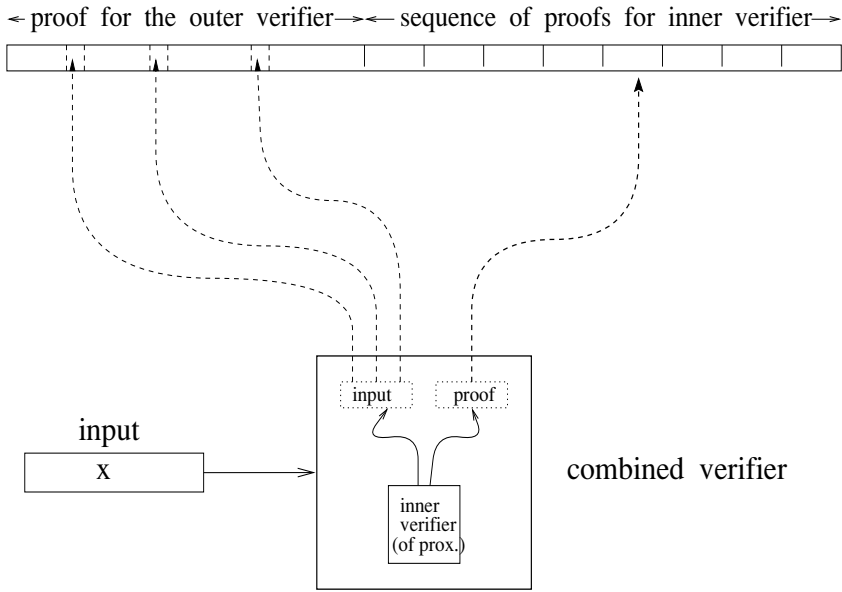 proof for the outer verifier
sequence of proofs for inner verifier
input
proof
input
x
combined verifier
inner
verifier
(of prox.)